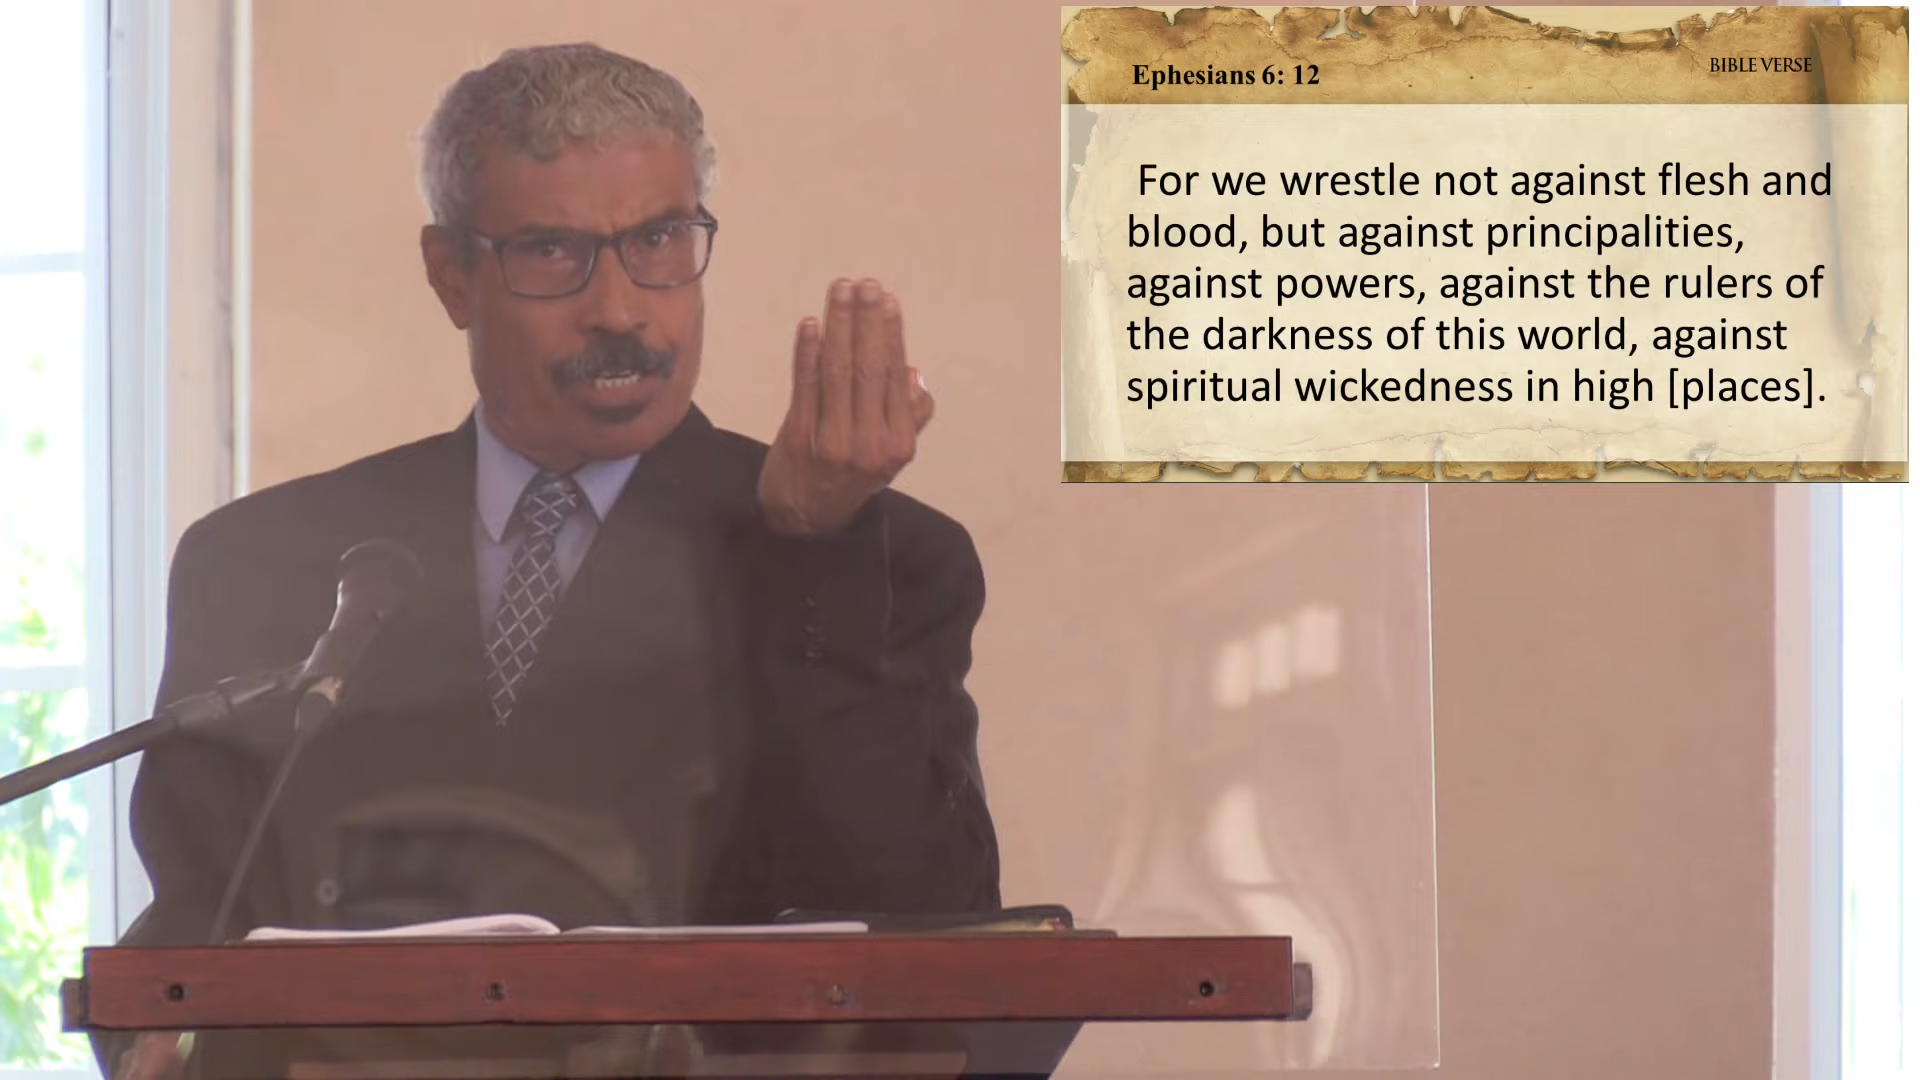 Ephesians 6: 12
BIBLE VERSE
For we wrestle not against flesh and
blood, but against principalities,
against powers, against the rulers of
the darkness of this world, against
spiritual wickedness in high [places].